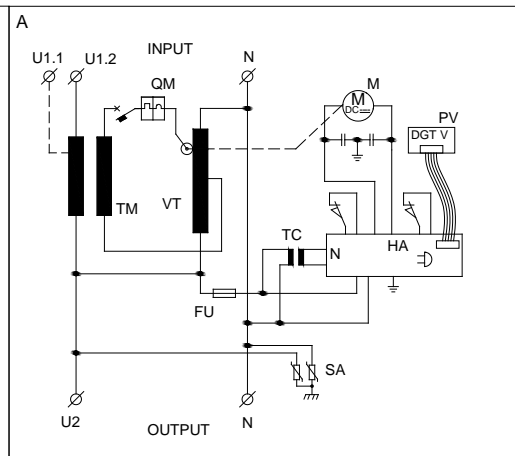 A
U1.1
U1.2
INPUT
N
QM
M
M
DC
PV
DGT V
TM
VT
TC
N
HA
FU
SA
U2
OUTPUT
N